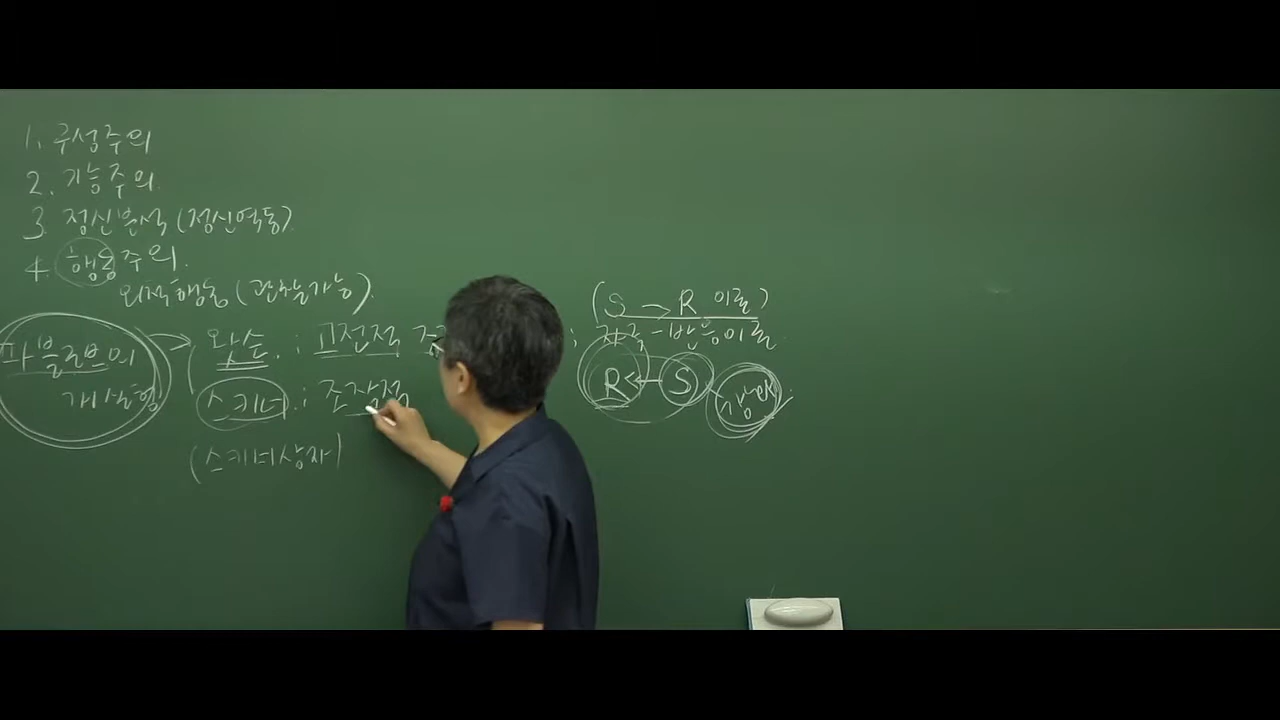 1. 구성주의
2. 기능주의
3. 정신분석 (정신역동)
4. 행동주의
외적행동 (관찰가능)
파블로브의
개실험
왓슨 ; 고전적
(S → R 이론)
; 자극-반응이론
스키너 ; 조작적
R ← S 강화
(스키너상자)